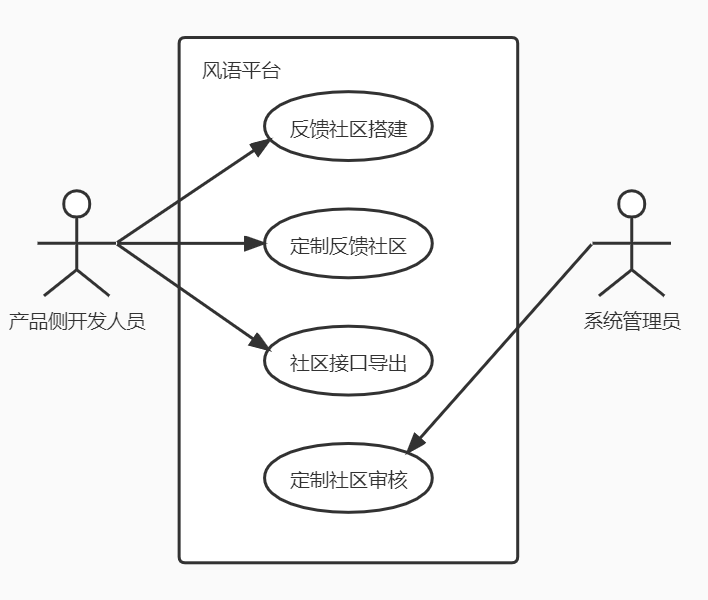 风语平台
反馈社区搭建
定制反馈社区
产品侧开发人员
系统管理员
社区接口导出
定制社区审核